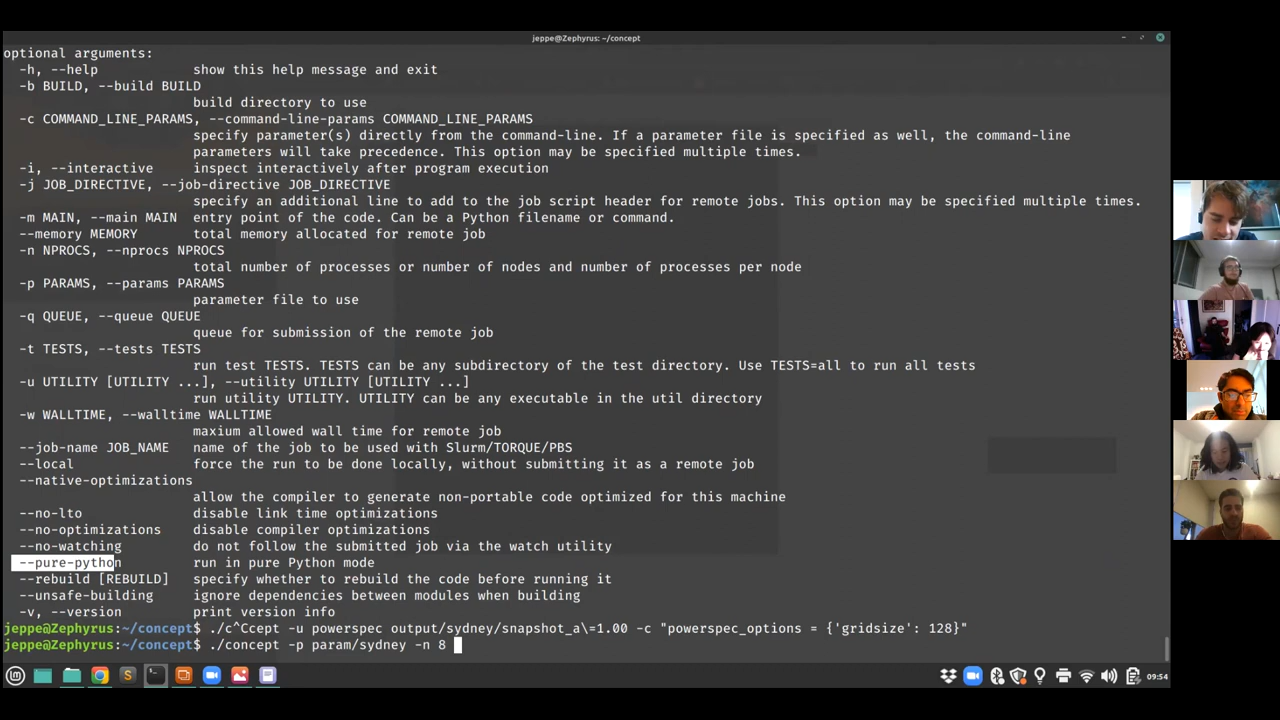 jeppe@Zephyrus: ~/concept
optional arguments:
-h, --help show this help message and exit
-b BUILD, --build BUILD
build directory to use
-c COMMAND_LINE_PARAMS, --command-line-params COMMAND_LINE_PARAMS
specify parameter(s) directly from the command-line. If a parameter file is specified as well, the command-line
parameters will take precedence. This option may be specified multiple times.
-i, --interactive inspect interactively after program execution
-j JOB_DIRECTIVE, --job-directive JOB_DIRECTIVE
specify an additional line to add to the job script header for remote jobs. This option may be specified multiple times.
-m MAIN, --main MAIN entry point of the code. Can be a Python filename or command.
--memory MEMORY total memory allocated for remote job
-n NPROCS, --nprocs NPROCS
total number of processes or number of nodes and number of processes per node
-p PARAMS, --params PARAMS
parameter file to use
-q QUEUE, --queue QUEUE
queue for submission of the remote job
-t TESTS, --tests TESTS
run test TESTS. TESTS can be any subdirectory of the test directory. Use TESTS=all to run all tests
-u UTILITY [UTILITY ...], --utility UTILITY [UTILITY ...]
run utility UTILITY. UTILITY can be any executable in the util directory
-w WALLTIME, --walltime WALLTIME
maxium allowed wall time for remote job
--job-name JOB_NAME name of the job to be used with Slurm/TORQUE/PBS
--local force the run to be done locally, without submitting it as a remote job
--native-optimizations
allow the compiler to generate non-portable code optimized for this machine
--no-lto disable link time optimizations
--no-optimizations disable compiler optimizations
--no-watching do not follow the submitted job via the watch utility
--pure-python run in pure Python mode
--rebuild [REBUILD] specify whether to rebuild the code before running it
--unsafe-building ignore dependencies between modules when building
-v, --version print version info
jeppe@Zephyrus:~/concept$ ./c^Ccept -u powerspec output/sydney/snapshot_a\=1.00 -c "powerspec_options = {'gridsize': 128}"
jeppe@Zephyrus:~/concept$ ./concept -p param/sydney -n 8
09:54